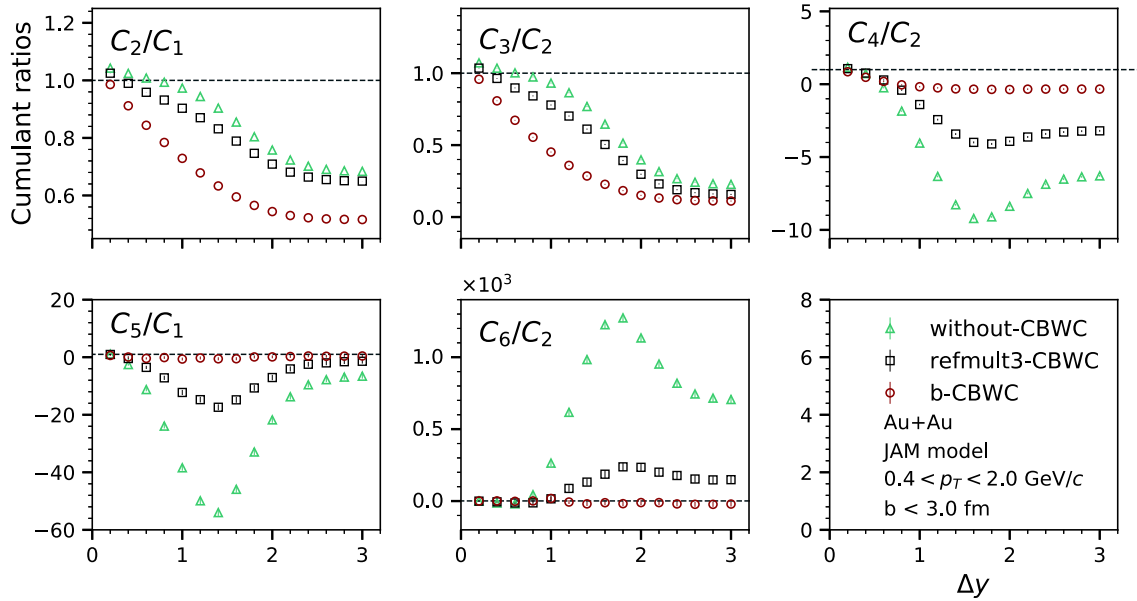 Cumulant ratios
C2/C1
1.2
1.0
0.8
0.6
C3/C2
1.0
0.5
0.0
C4/C2
0
−5
−10
C5/C1
20
0
−20
−40
−60
0 1 2 3
×10³
C6/C2
1.0
0.5
0.0
0 1 2 3
8
6
4
2
0
without-CBWC
refmult3-CBWC
b-CBWC
Au+Au
JAM model
0.4 < pT < 2.0 GeV/c
b < 3.0 fm
0 1 2 3
Δy